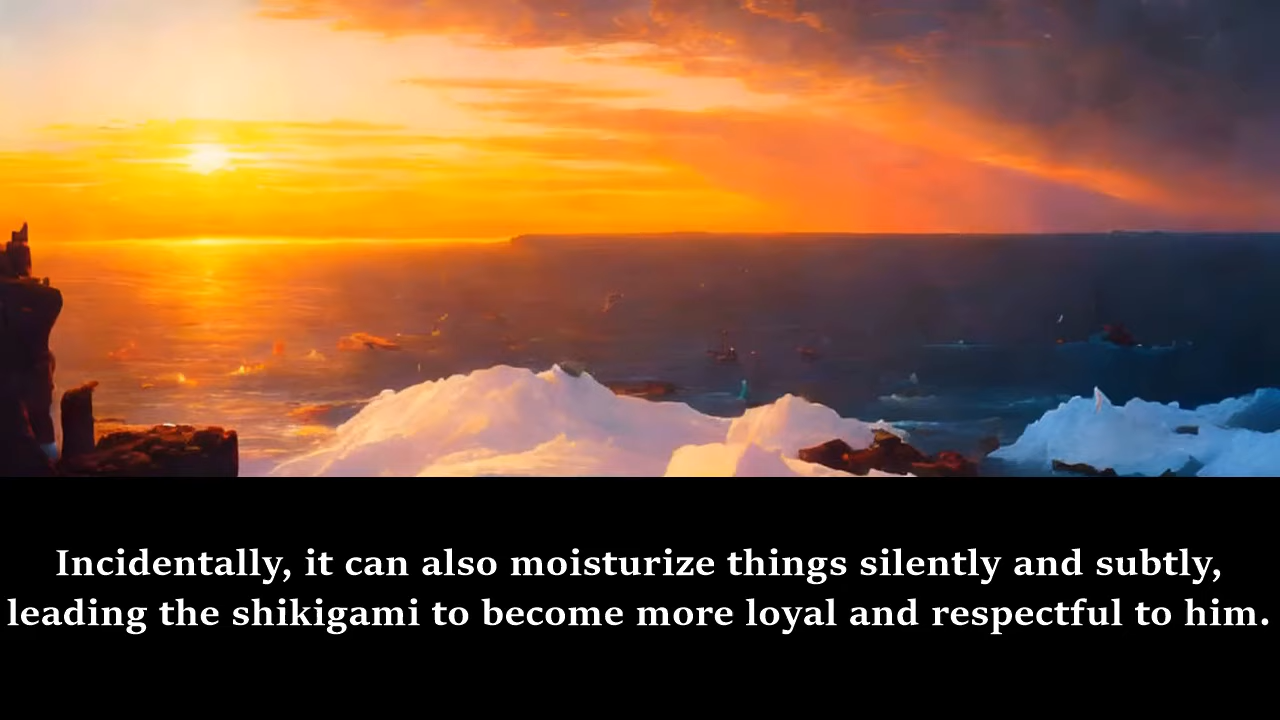 Incidentally, it can also moisturize things silently and subtly,
leading the shikigami to become more loyal and respectful to him.